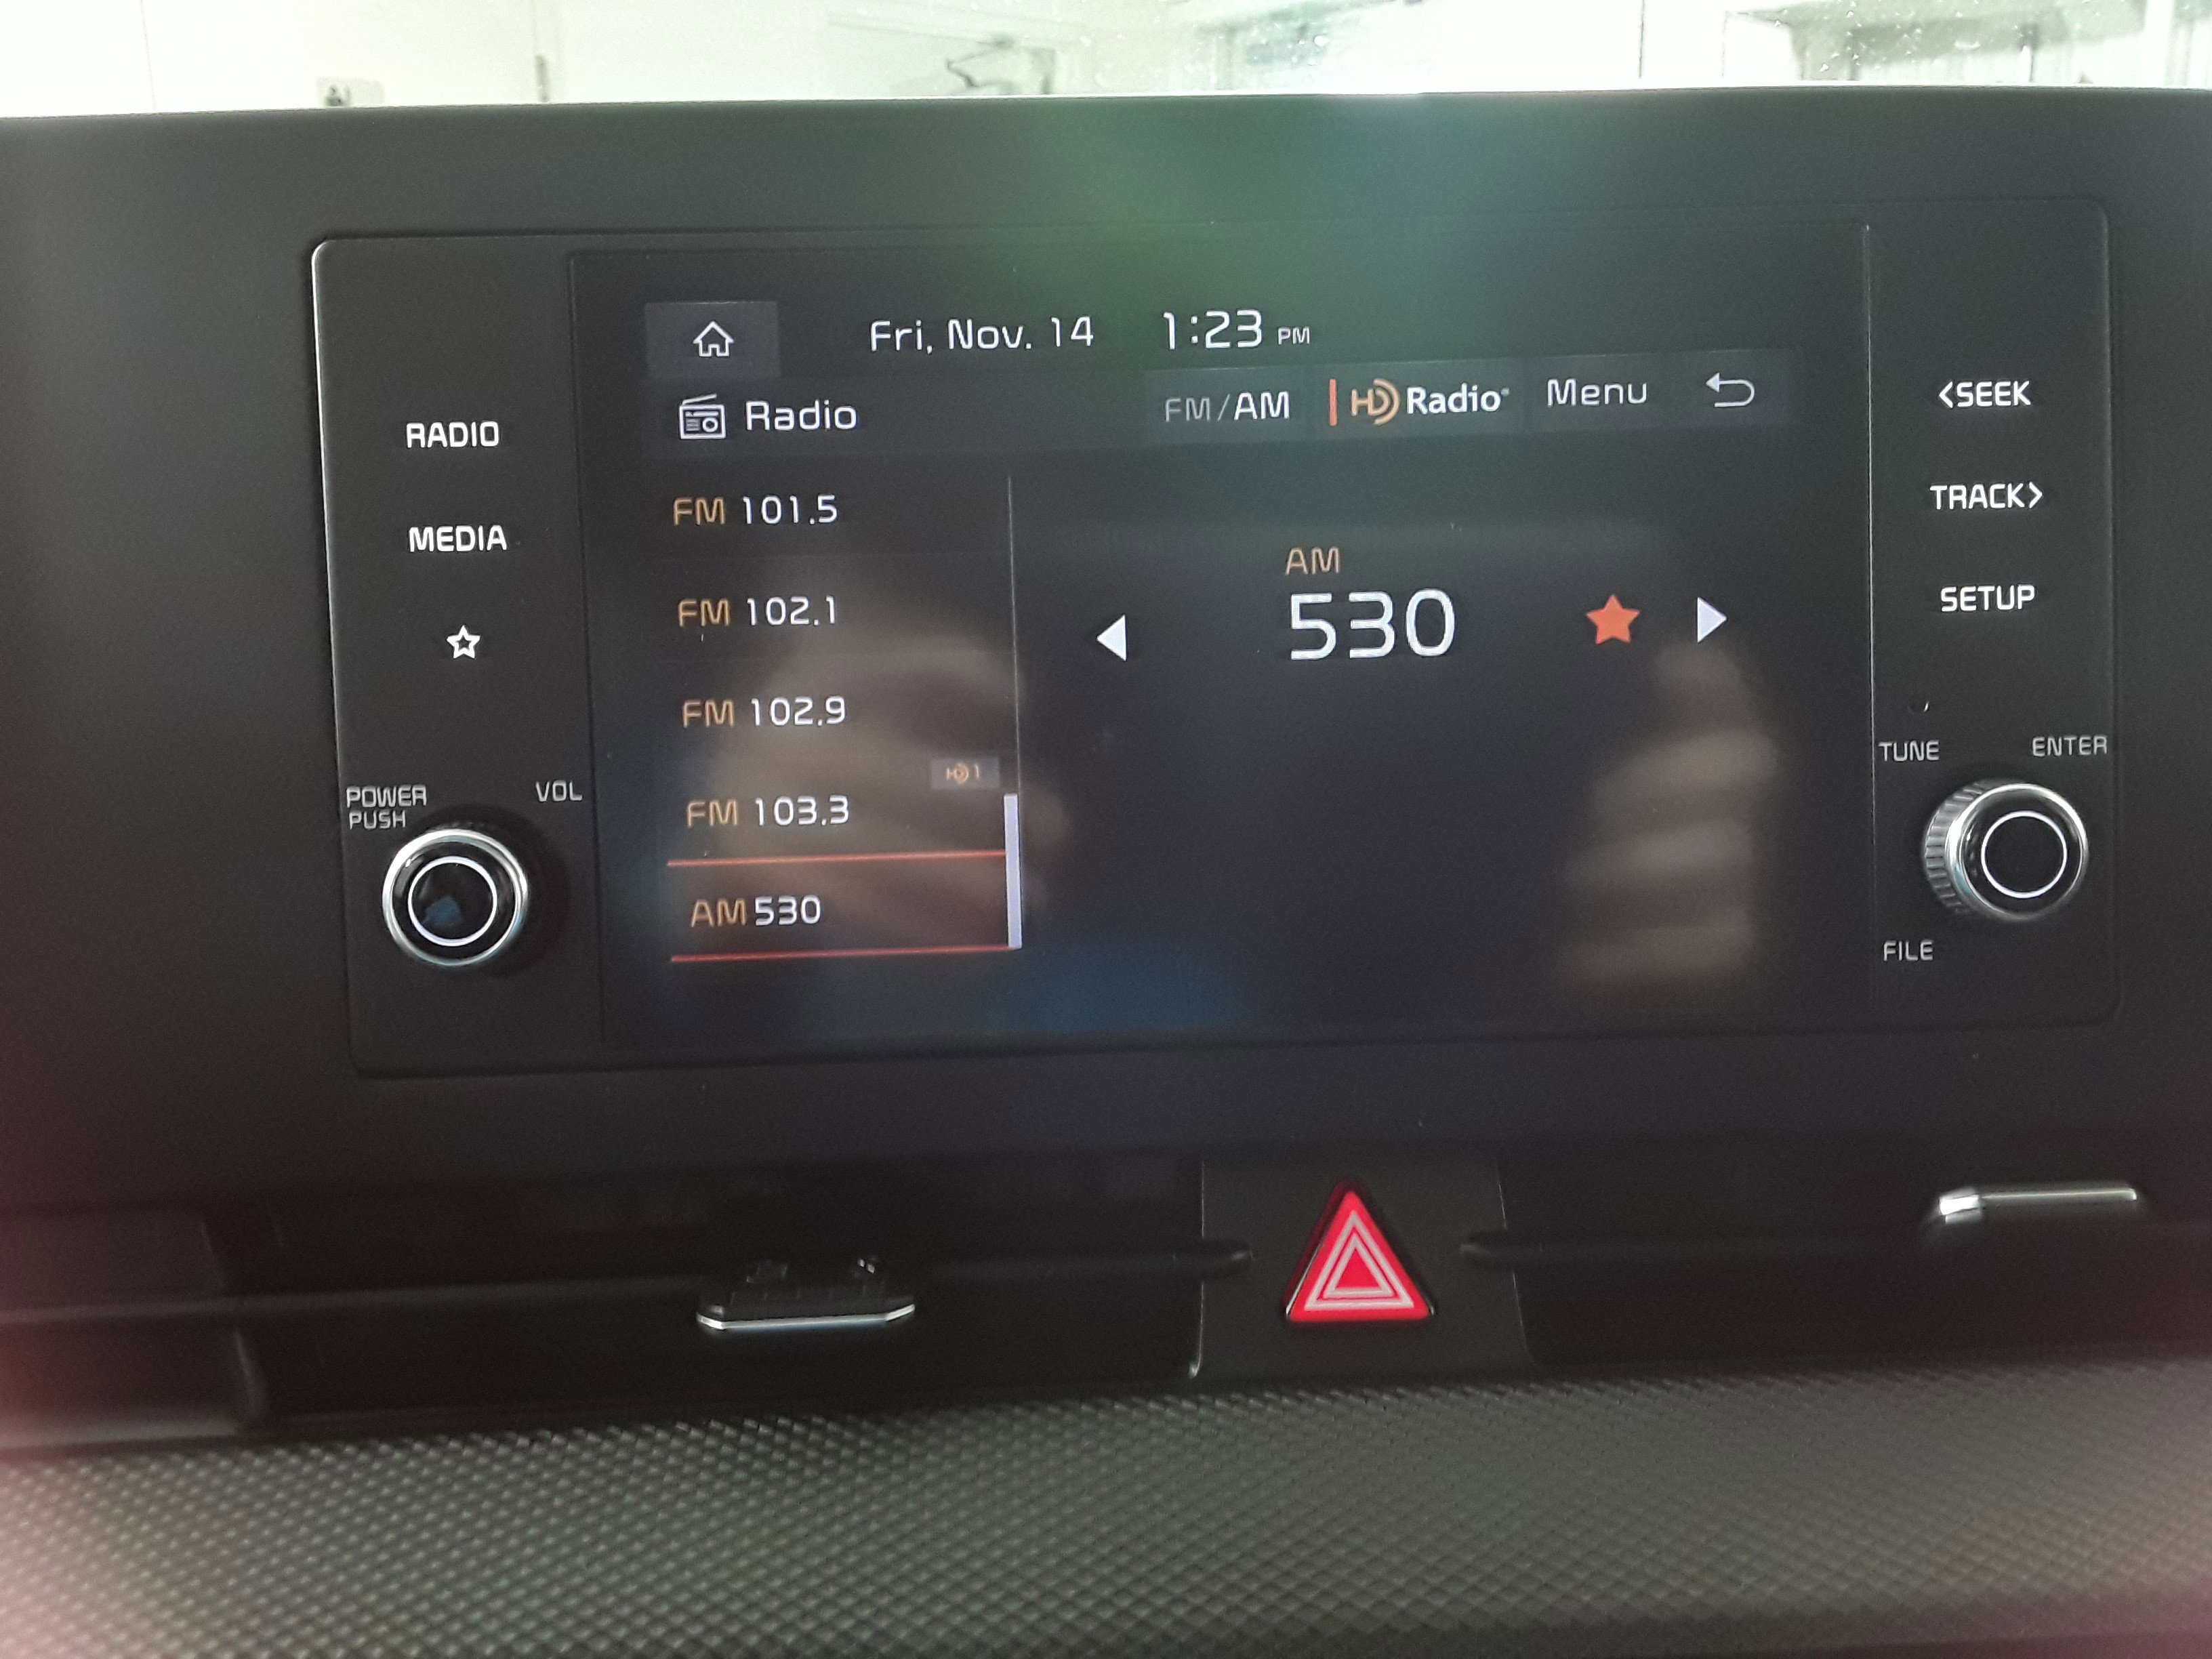 Fri, Nov. 14 1:23 PM
Radio FM/AM HD Radio® Menu
RADIO
MEDIA
POWER
PUSH
VOL
FM 101.5
FM 102.1
FM 102.9
HD 1
FM 103.3
AM 530
AM
530
<SEEK
TRACK>
SETUP
TUNE
ENTER
FILE